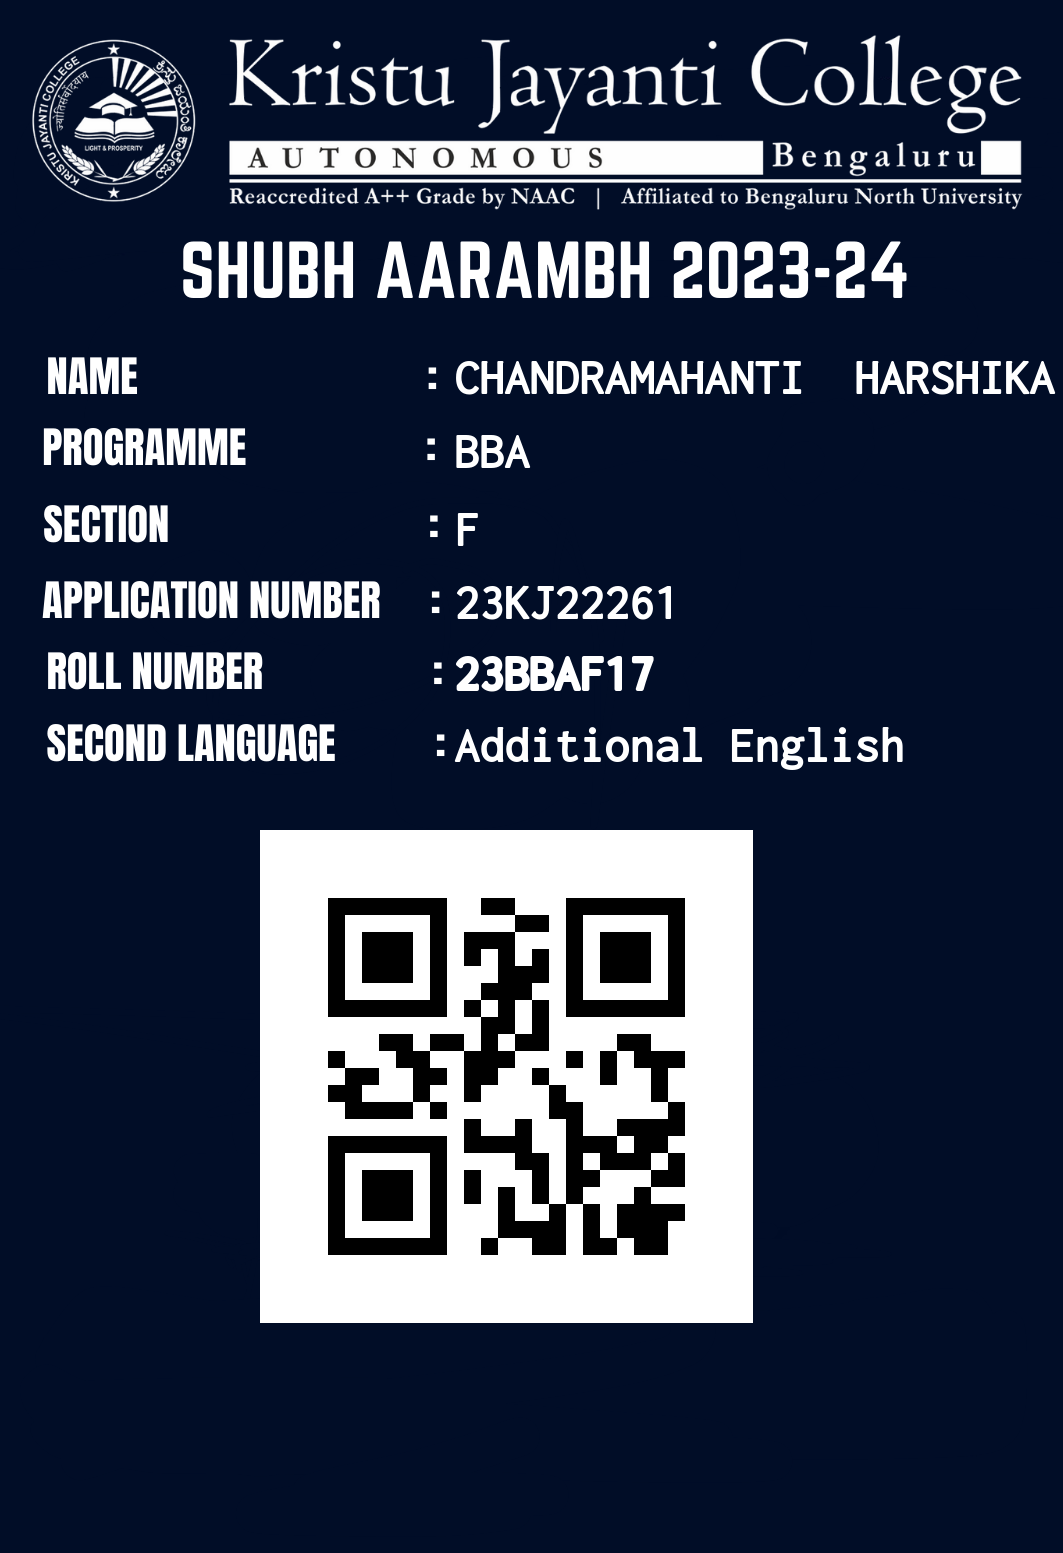 KRISTU JAYANTI COLLEGE
ಕ್ರಿಸ್ತು ಜಯಂತಿ ಕಾಲೇಜು
LIGHT & PROSPERITY
Kristu Jayanti College
AUTONOMOUS Bengaluru
Reaccredited A++ Grade by NAAC | Affiliated to Bengaluru North University
SHUBH AARAMBH 2023-24
NAME : CHANDRAMAHANTI HARSHIKA
PROGRAMME : BBA
SECTION : F
APPLICATION NUMBER : 23KJ22261
ROLL NUMBER : 23BBAF17
SECOND LANGUAGE : Additional English